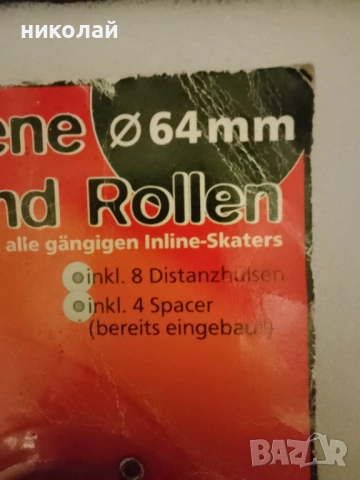 николай
ene ø 64mm
nd Rollen
alle gängigen Inline-Skaters
inkl. 8 Distanzhülsen
inkl. 4 Spacer
(bereits eingebaut)
BAZAR